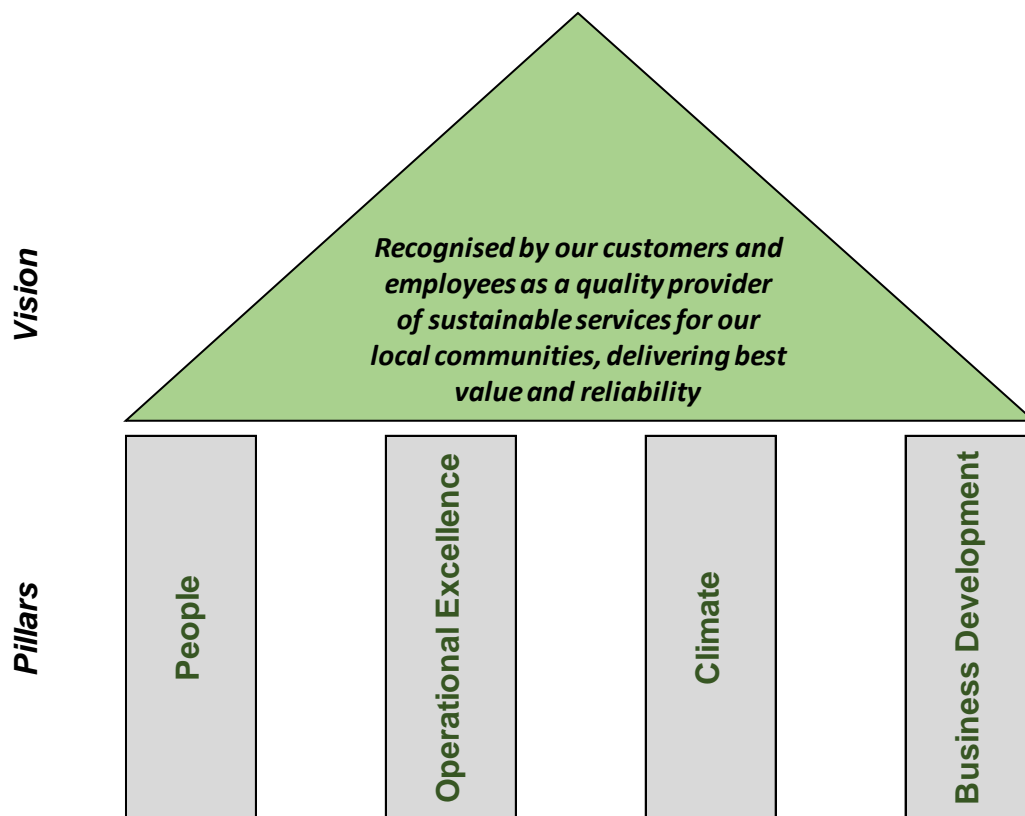 Vision
Recognised by our customers and
employees as a quality provider
of sustainable services for our
local communities, delivering best
value and reliability
Pillars
People
Operational Excellence
Climate
Business Development